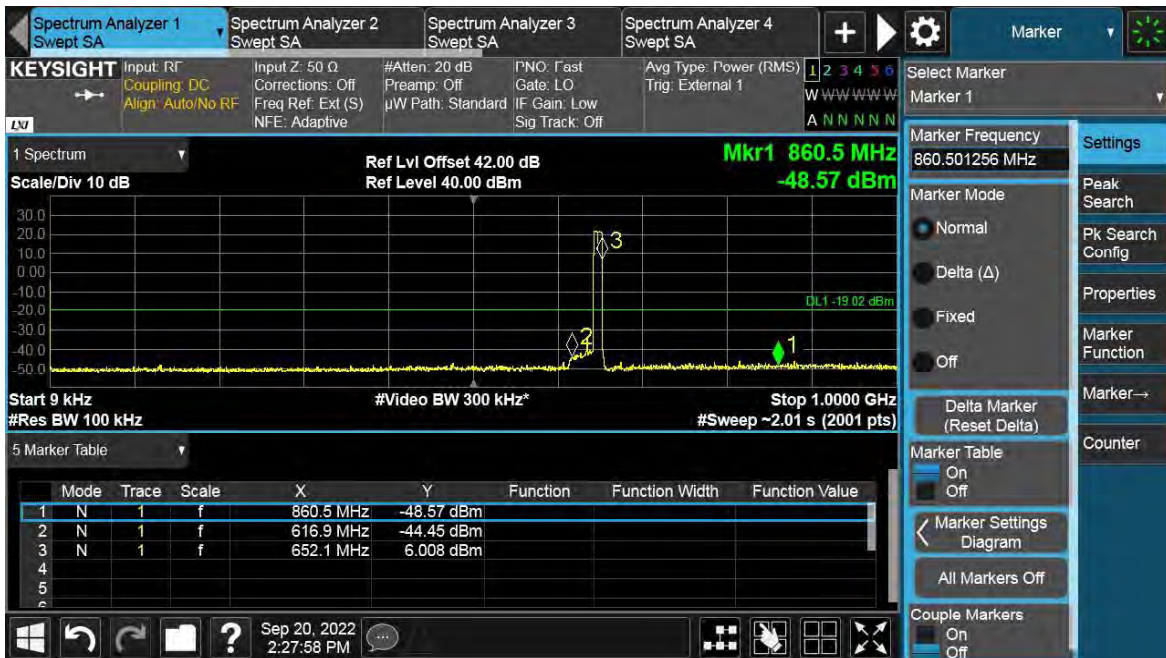 Spectrum Analyzer 1
Swept SA
Spectrum Analyzer 2
Swept SA
Spectrum Analyzer 3
Swept SA
Spectrum Analyzer 4
Swept SA
+
Marker
KEYSIGHT
LXI
Input: RF
Coupling: DC
Align: Auto/No RF
Input Z: 50 Ω
Corrections: Off
Freq Ref: Ext (S)
NFE: Adaptive
#Atten: 20 dB
Preamp: Off
µW Path: Standard
PNO: Fast
Gate: LO
IF Gain: Low
Sig Track: Off
Avg Type: Power (RMS)
Trig: External 1
1 2 3 4 5 6
W W W W W W
A N N N N N
Select Marker
Marker 1
1 Spectrum
Scale/Div 10 dB
Ref Lvl Offset 42.00 dB
Ref Level 40.00 dBm
Mkr1 860.5 MHz
-48.57 dBm
30.0
20.0
10.0
0.00
-10.0
-20.0
-30.0
-40.0
-50.0
3
DL1 -19.02 dBm
2
1
Start 9 kHz
#Res BW 100 kHz
#Video BW 300 kHz*
Stop 1.0000 GHz
#Sweep ~2.01 s (2001 pts)
5 Marker Table
Mode Trace Scale X Y Function Function Width Function Value
1 N 1 f 860.5 MHz -48.57 dBm
2 N 1 f 616.9 MHz -44.45 dBm
3 N 1 f 652.1 MHz 6.008 dBm
4
5
Marker Frequency
860.501256 MHz
Marker Mode
Normal
Delta (Δ)
Fixed
Off
Delta Marker
(Reset Delta)
Marker Table
On
Off
Marker Settings
Diagram
All Markers Off
Couple Markers
On
Off
Settings
Peak
Search
Pk Search
Config
Properties
Marker
Function
Marker→
Counter
?
Sep 20, 2022
2:27:58 PM